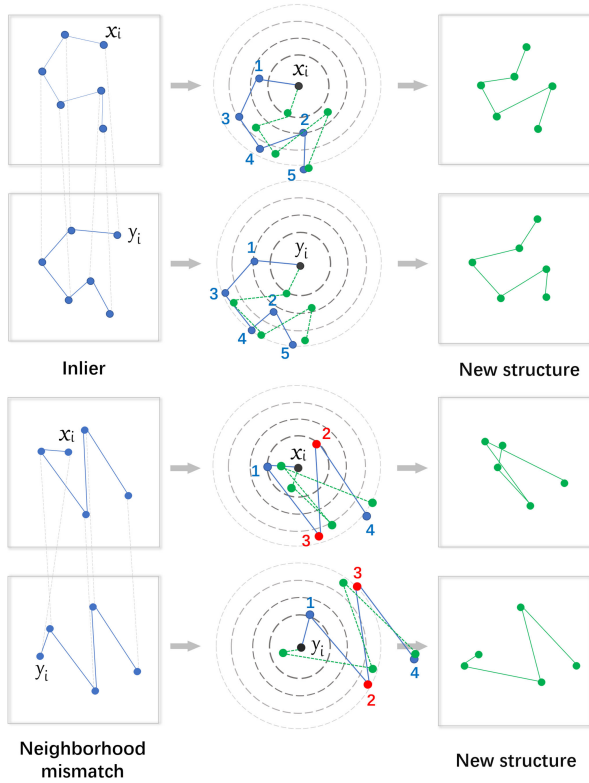 xi
xi
1
2
3
4
5
yi
yi
1
2
3
4
5
Inlier
New structure
xi
xi
2
1
3
4
yi
yi
3
1
2
4
Neighborhood
mismatch
New structure